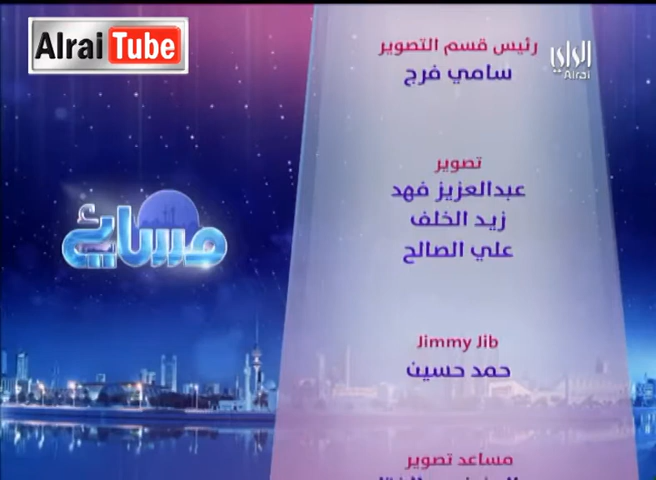 Alrai Tube
رئيس قسم التصوير
سامي فرج
الراي
Alrai
تصوير
عبدالعزيز فهد
زيد الخلف
علي الصالح
مسائي
Jimmy Jib
حمد حسين
مساعد تصوير